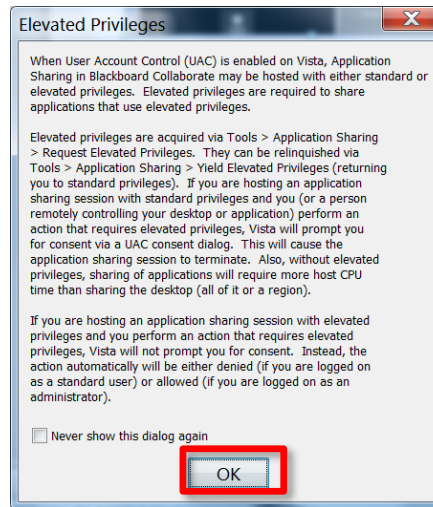 Elevated Privileges
When User Account Control (UAC) is enabled on Vista, Application
Sharing in Blackboard Collaborate may be hosted with either standard or
elevated privileges.  Elevated privileges are required to share
applications that use elevated privileges.
Elevated privileges are acquired via Tools > Application Sharing
> Request Elevated Privileges.  They can be relinquished via
Tools > Application Sharing > Yield Elevated Privileges (returning
you to standard privileges).  If you are hosting an application
sharing session with standard privileges and you (or a person
remotely controlling your desktop or application) perform an
action that requires elevated privileges, Vista will prompt you
for consent via a UAC consent dialog.  This will cause the
application sharing session to terminate.  Also, without elevated
privileges, sharing of applications will require more host CPU
time than sharing the desktop (all of it or a region).
If you are hosting an application sharing session with elevated
privileges and you perform an action that requires elevated
privileges, Vista will not prompt you for consent.  Instead, the
action automatically will be either denied (if you are logged on
as a standard user) or allowed (if you are logged on as an
administrator).
Never show this dialog again
OK